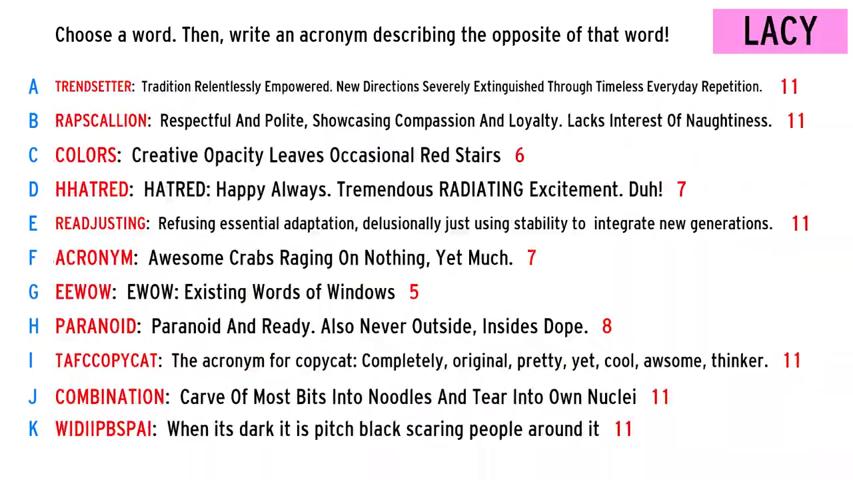 Choose a word. Then, write an acronym describing the opposite of that word!
LACY
A TRENDSETTER: Tradition Relentlessly Empowered. New Directions Severely Extinguished Through Timeless Everyday Repetition. 11
B RAPSCALLION: Respectful And Polite, Showcasing Compassion And Loyalty. Lacks Interest Of Naughtiness. 11
C COLORS: Creative Opacity Leaves Occasional Red Stairs 6
D HHATRED: HATRED: Happy Always. Tremendous RADIATING Excitement. Duh! 7
E READJUSTING: Refusing essential adaptation, delusionally just using stability to integrate new generations. 11
F ACRONYM: Awesome Crabs Raging On Nothing, Yet Much. 7
G EEWOW: EWOW: Existing Words of Windows 5
H PARANOID: Paranoid And Ready. Also Never Outside, Insides Dope. 8
I TAFCCOPYCAT: The acronym for copycat: Completely, original, pretty, yet, cool, awsome, thinker. 11
J COMBINATION: Carve Of Most Bits Into Noodles And Tear Into Own Nuclei 11
K WIDIIPBSPAI: When its dark it is pitch black scaring people around it 11